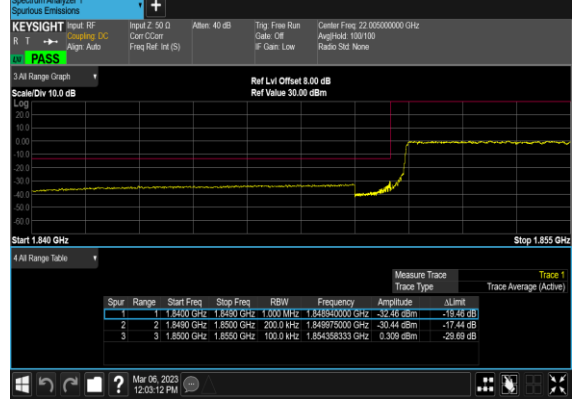 Spectrum Analyzer 1
Spurious Emissions
KEYSIGHT Input: RF Input Z: 50 Ω Atten: 40 dB Trig: Free Run Center Freq: 22.005000000 GHz
R T Coupling: DC Corr CCorr Gate: Off Avg|Hold: 100/100
Align: Auto Freq Ref: Int (S) IF Gain: Low Radio Std: None
PASS
3 All Range Graph
Ref Lvl Offset 8.00 dB
Scale/Div 10.0 dB Ref Value 30.00 dBm
Log
20.0
10.0
0.00
-10.0
-20.0
-30.0
-40.0
-50.0
-60.0
Start 1.840 GHz Stop 1.855 GHz
4 All Range Table
Measure Trace Trace 1
Trace Type Trace Average (Active)
Spur Range Start Freq Stop Freq RBW Frequency Amplitude ΔLimit
1 1 1.8400 GHz 1.8490 GHz 1.000 MHz 1.848940000 GHz -32.46 dBm -19.46 dB
2 2 1.8490 GHz 1.8500 GHz 200.0 kHz 1.849975000 GHz -30.44 dBm -17.44 dB
3 3 1.8500 GHz 1.8550 GHz 100.0 kHz 1.854358333 GHz 0.309 dBm -29.69 dB
Mar 06, 2023
12:03:12 PM